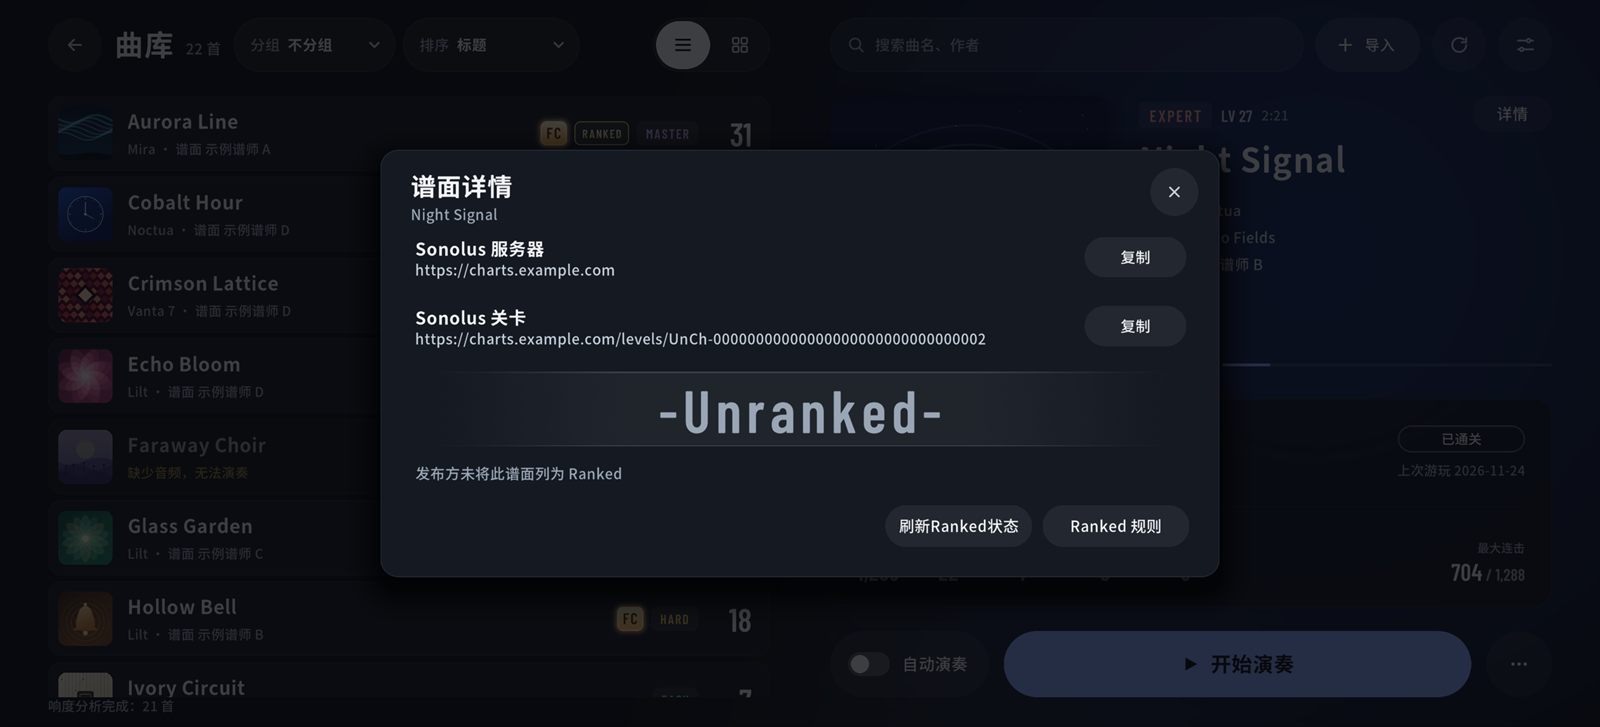 曲库 22 首
分组 不分组
排序 标题
搜索曲名、作者
导入
Aurora Line
Mira · 谱面 示例谱师 A
FC RANKED MASTER 31
Cobalt Hour
Noctua · 谱面 示例谱师 D
Crimson Lattice
Vanta 7 · 谱面 示例谱师 D
Echo Bloom
Lilt · 谱面 示例谱师 D
Faraway Choir
缺少音频，无法演奏
Glass Garden
Lilt · 谱面 示例谱师 C
Hollow Bell
Lilt · 谱面 示例谱师 B
FC HARD 18
Ivory Circuit
响度分析完成：21 首
EXPERT LV 27 2:21
详情
t Signal
tua
o Fields
谱师 B
谱面详情
Night Signal
Sonolus 服务器
https://charts.example.com
复制
Sonolus 关卡
https://charts.example.com/levels/UnCh-00000000000000000000000000000002
复制
-Unranked-
发布方未将此谱面列为 Ranked
刷新Ranked状态
Ranked 规则
已通关
上次游玩 2026-11-24
最大连击
704 / 1,288
自动演奏
开始演奏